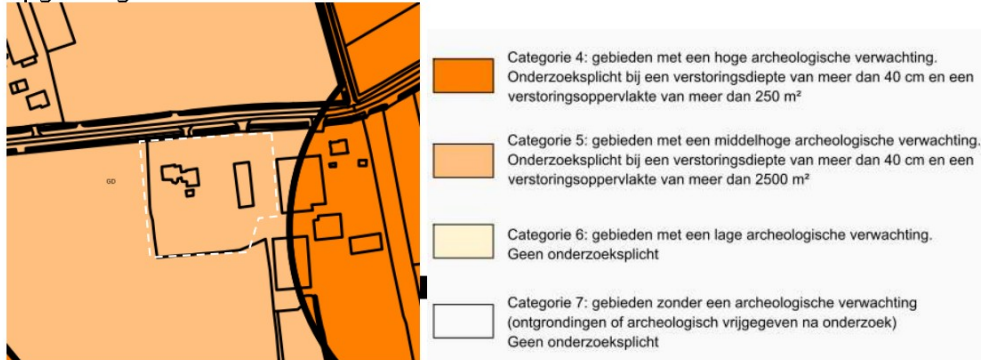 GD
Categorie 4: gebieden met een hoge archeologische verwachting.
Onderzoeksplicht bij een verstoringsdiepte van meer dan 40 cm en een
verstoringsoppervlakte van meer dan 250 m²
Categorie 5: gebieden met een middelhoge archeologische verwachting.
Onderzoeksplicht bij een verstoringsdiepte van meer dan 40 cm en een
verstoringsoppervlakte van meer dan 2500 m²
Categorie 6: gebieden met een lage archeologische verwachting.
Geen onderzoeksplicht
Categorie 7: gebieden zonder een archeologische verwachting
(ontgrondingen of archeologisch vrijgegeven na onderzoek)
Geen onderzoeksplicht